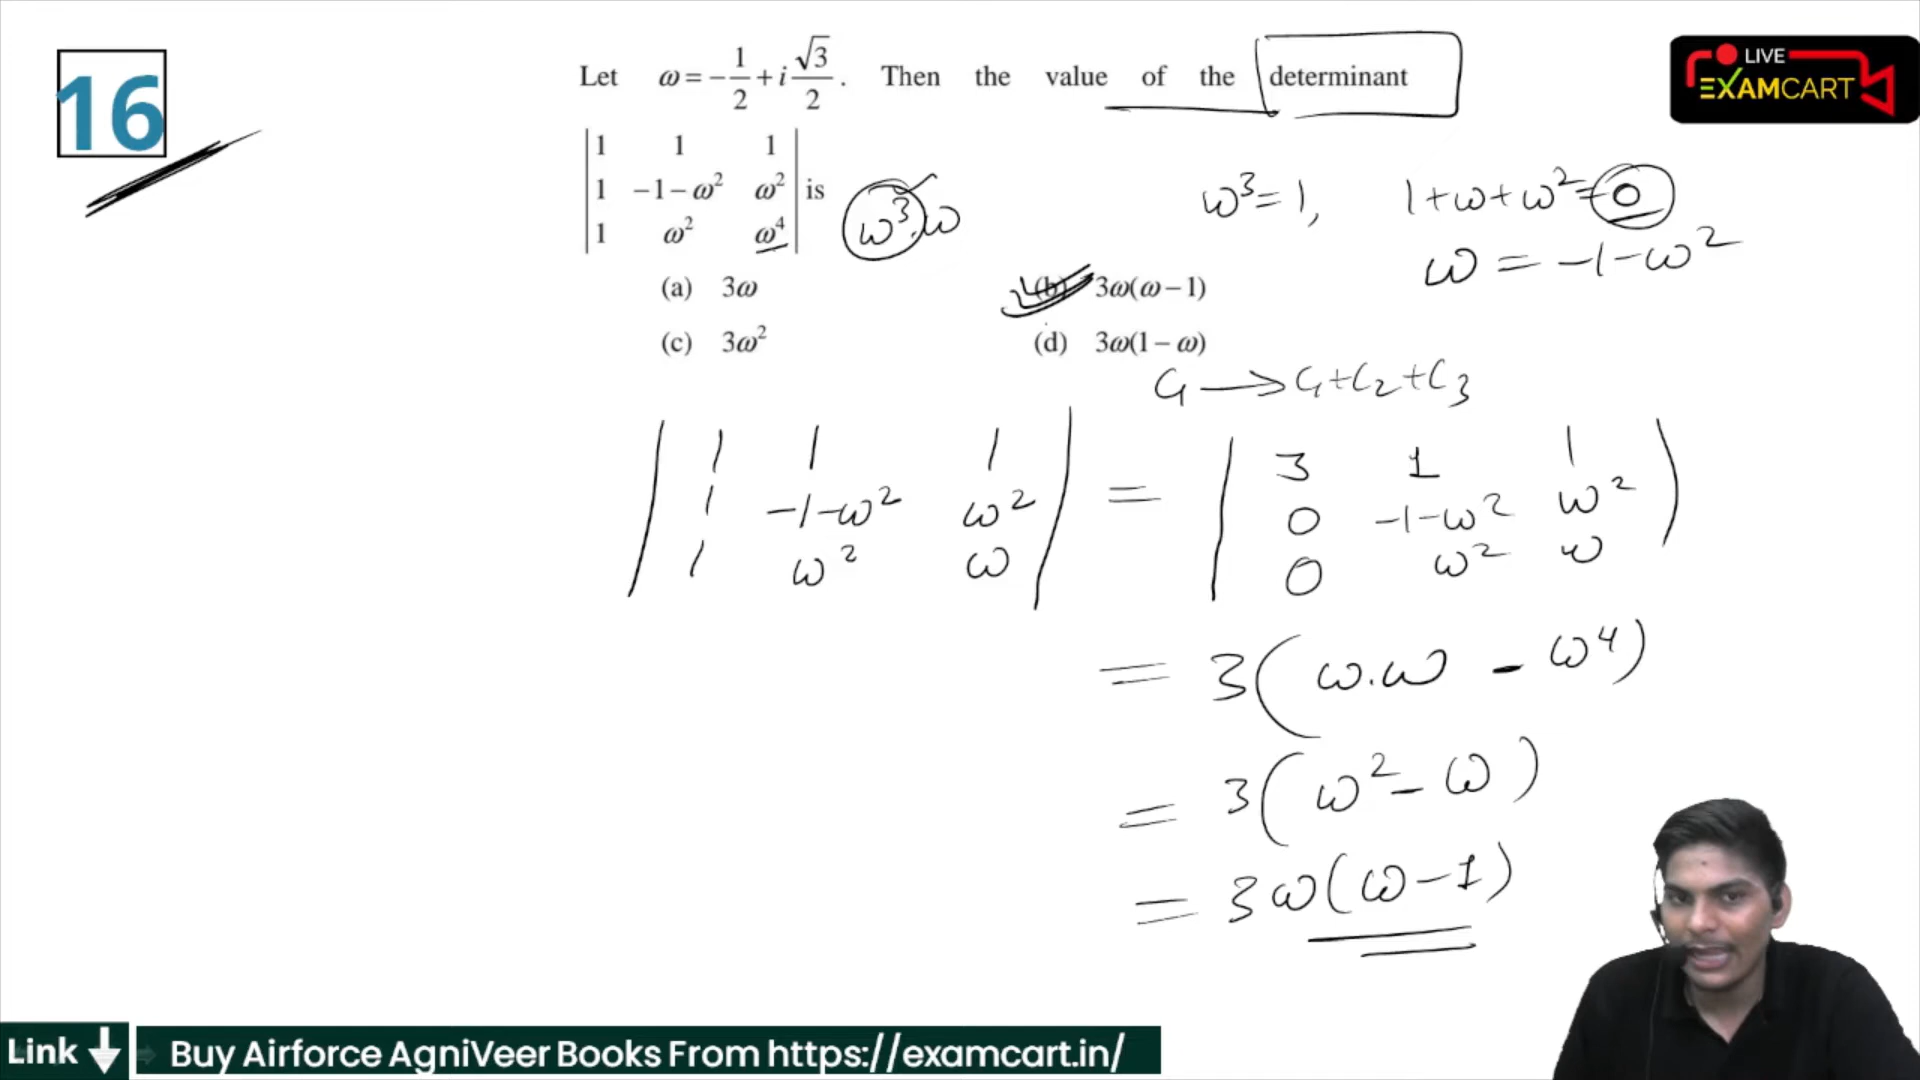 16
Let ω = −1/2 + i √3/2 . Then the value of the determinant
| 1 1 1 |
| 1 −1−ω² ω² | is
| 1 ω² ω⁴ |
ω³.ω
(a) 3ω
(b) 3ω(ω−1)
(c) 3ω²
(d) 3ω(1−ω)
LIVE
EXAMCART
ω³=1, 1+ω+ω²=0
ω = −1−ω²
C₁ → C₁+C₂+C₃
| 1 1 1 | = | 3 1 1 |
| 1 −1−ω² ω² | | 0 −1−ω² ω² |
| 1 ω² ω | | 0 ω² ω |
= 3(ω.ω − ω⁴)
= 3(ω²−ω)
= 3ω(ω−1)
Link
Buy Airforce AgniVeer Books From https://examcart.in/